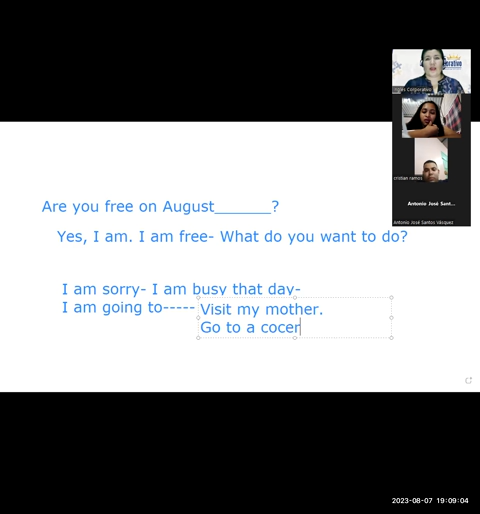 Inglés Corporativo
cristian ramos
Antonio José Sant...
Antonio José Santos Vásquez
Are you free on August_______?
Yes, I am. I am free- What do you want to do?
I am sorry- I am busy that day-
I am going to----- Visit my mother.
Go to a cocer
2023-08-07 19:09:04